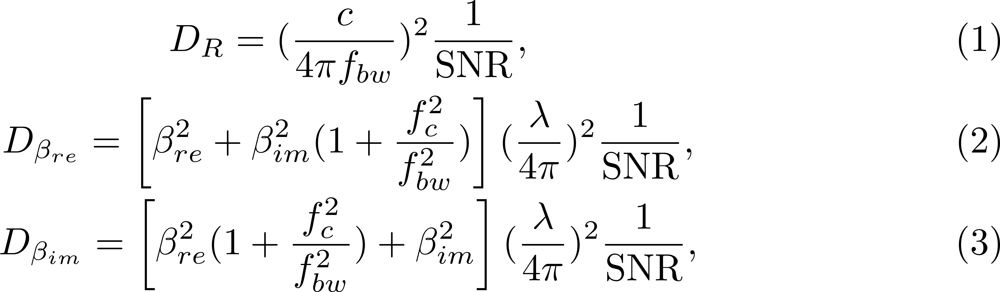 $D_R = (\frac{c}{4\pi f_{bw}})^2 \frac{1}{\text{SNR}},$ (1)
$D_{\beta_{re}} = \left[ \beta_{re}^2 + \beta_{im}^2 (1 + \frac{f_c^2}{f_{bw}^2}) \right] (\frac{\lambda}{4\pi})^2 \frac{1}{\text{SNR}},$ (2)
$D_{\beta_{im}} = \left[ \beta_{re}^2 (1 + \frac{f_c^2}{f_{bw}^2}) + \beta_{im}^2 \right] (\frac{\lambda}{4\pi})^2 \frac{1}{\text{SNR}},$ (3)